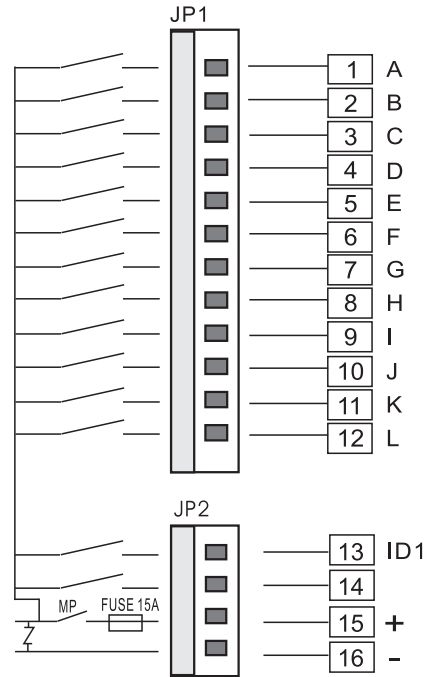 JP1
1 A
2 B
3 C
4 D
5 E
6 F
7 G
8 H
9 I
10 J
11 K
12 L
JP2
13 ID1
14
MP FUSE 15A 15 +
16 -